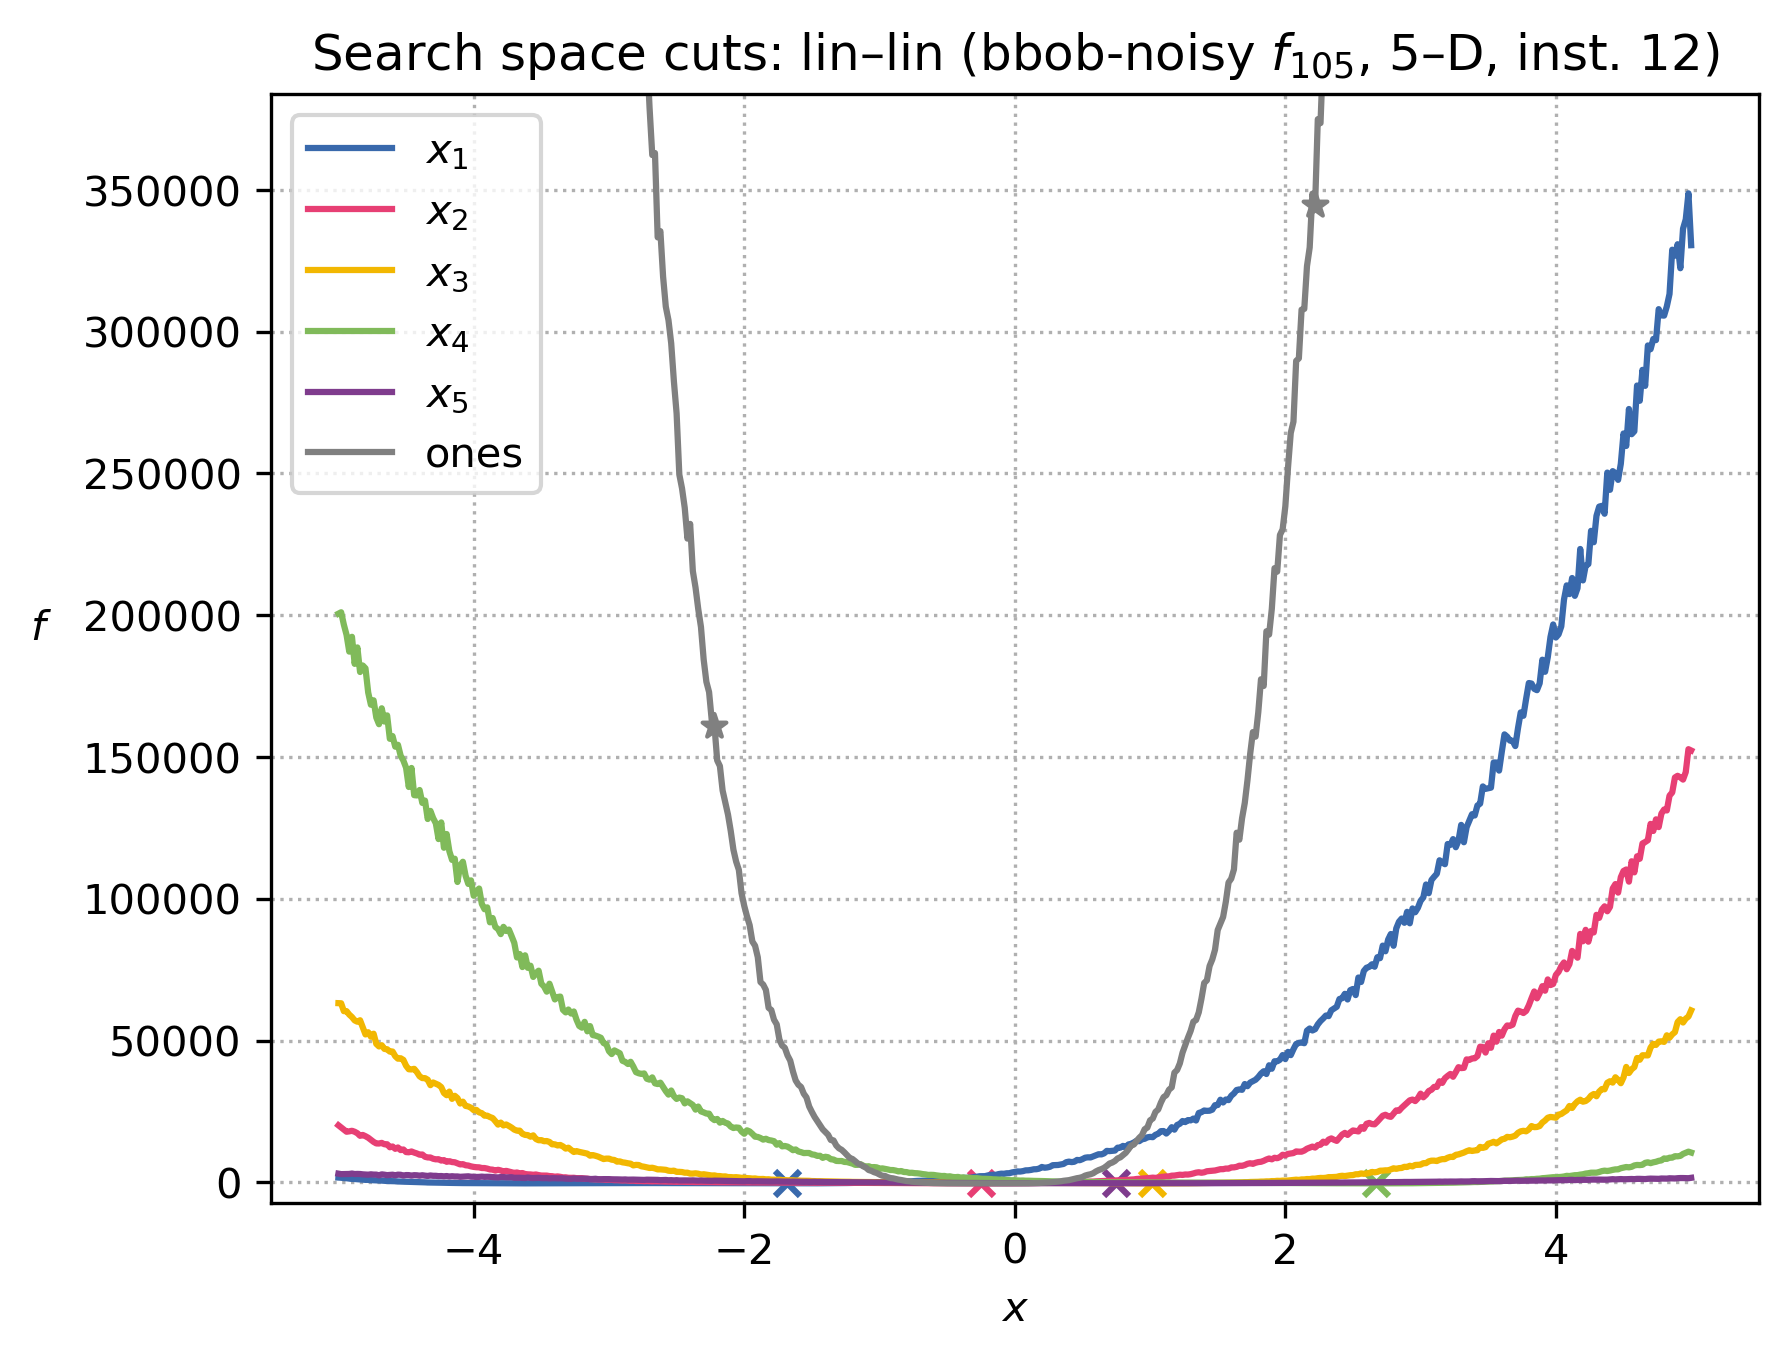 Search space cuts: lin–lin (bbob-noisy f₁₀₅, 5–D, inst. 12)
x₁
x₂
x₃
x₄
x₅
ones
350000
300000
250000
200000
150000
100000
50000
0
f
−4 −2 0 2 4
x